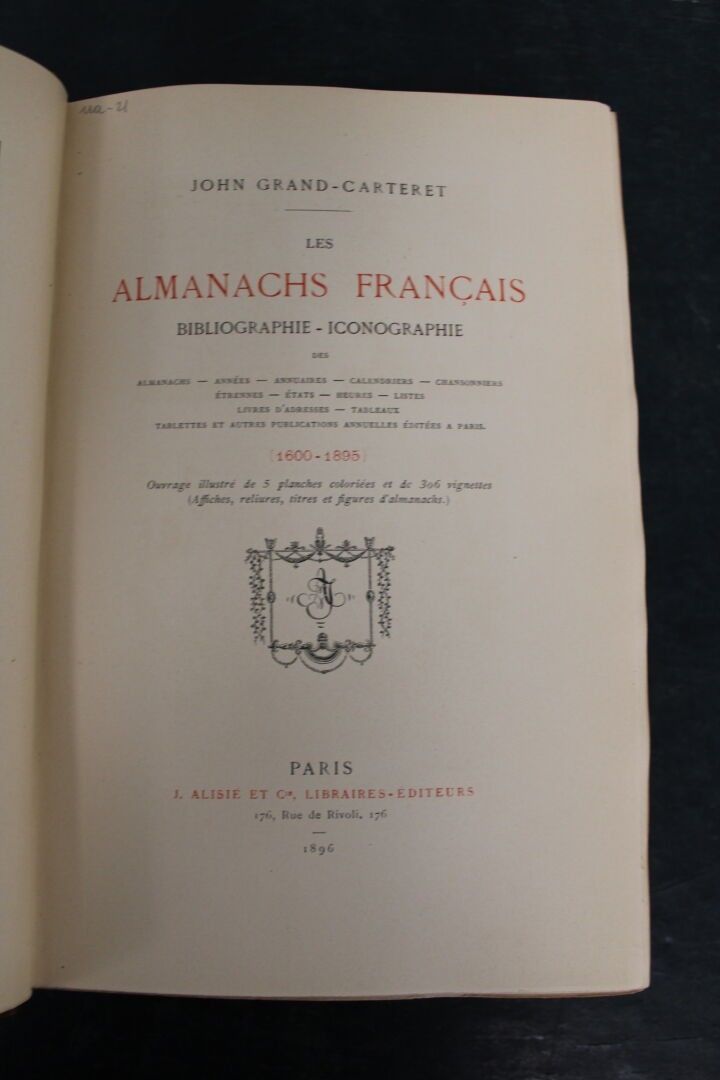 JOHN GRAND-CARTERET
LES
ALMANACHS FRANÇAIS
BIBLIOGRAPHIE - ICONOGRAPHIE
DES
ALMANACHS — ANNÉES — ANNUAIRES — CALENDRIERS — CHANSONNIERS
ÉTRENNES — ÉTATS — HEURES — LISTES
LIVRES D'ADRESSES — TABLEAUX
TABLETTES ET AUTRES PUBLICATIONS ANNUELLES ÉDITÉES A PARIS.
[1600-1895]
Ouvrage illustré de 5 planches coloriées et de 306 vignettes
(Affiches, reliures, titres et figures d'almanachs.)
PARIS
J. ALISIÉ ET Cie, LIBRAIRES-ÉDITEURS
176, Rue de Rivoli, 176
1896